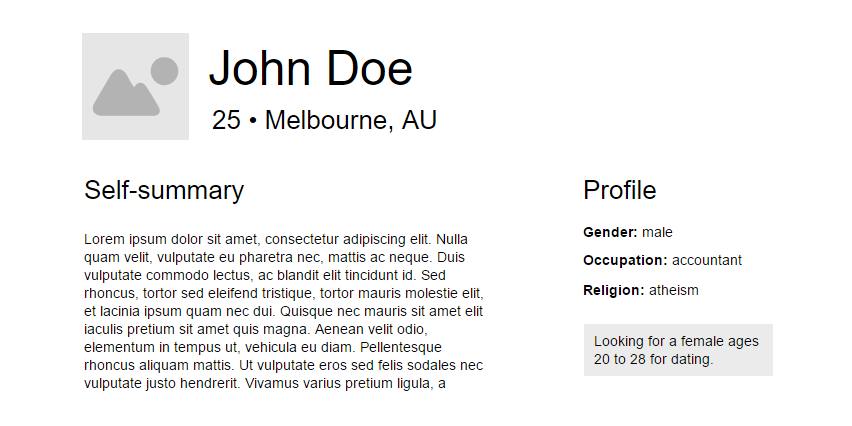 John Doe
25 • Melbourne, AU
Self-summary
Lorem ipsum dolor sit amet, consectetur adipiscing elit. Nulla
quam velit, vulputate eu pharetra nec, mattis ac neque. Duis
vulputate commodo lectus, ac blandit elit tincidunt id. Sed
rhoncus, tortor sed eleifend tristique, tortor mauris molestie elit,
et lacinia ipsum quam nec dui. Quisque nec mauris sit amet elit
iaculis pretium sit amet quis magna. Aenean velit odio,
elementum in tempus ut, vehicula eu diam. Pellentesque
rhoncus aliquam mattis. Ut vulputate eros sed felis sodales nec
vulputate justo hendrerit. Vivamus varius pretium ligula, a
Profile
Gender: male
Occupation: accountant
Religion: atheism
Looking for a female ages
20 to 28 for dating.